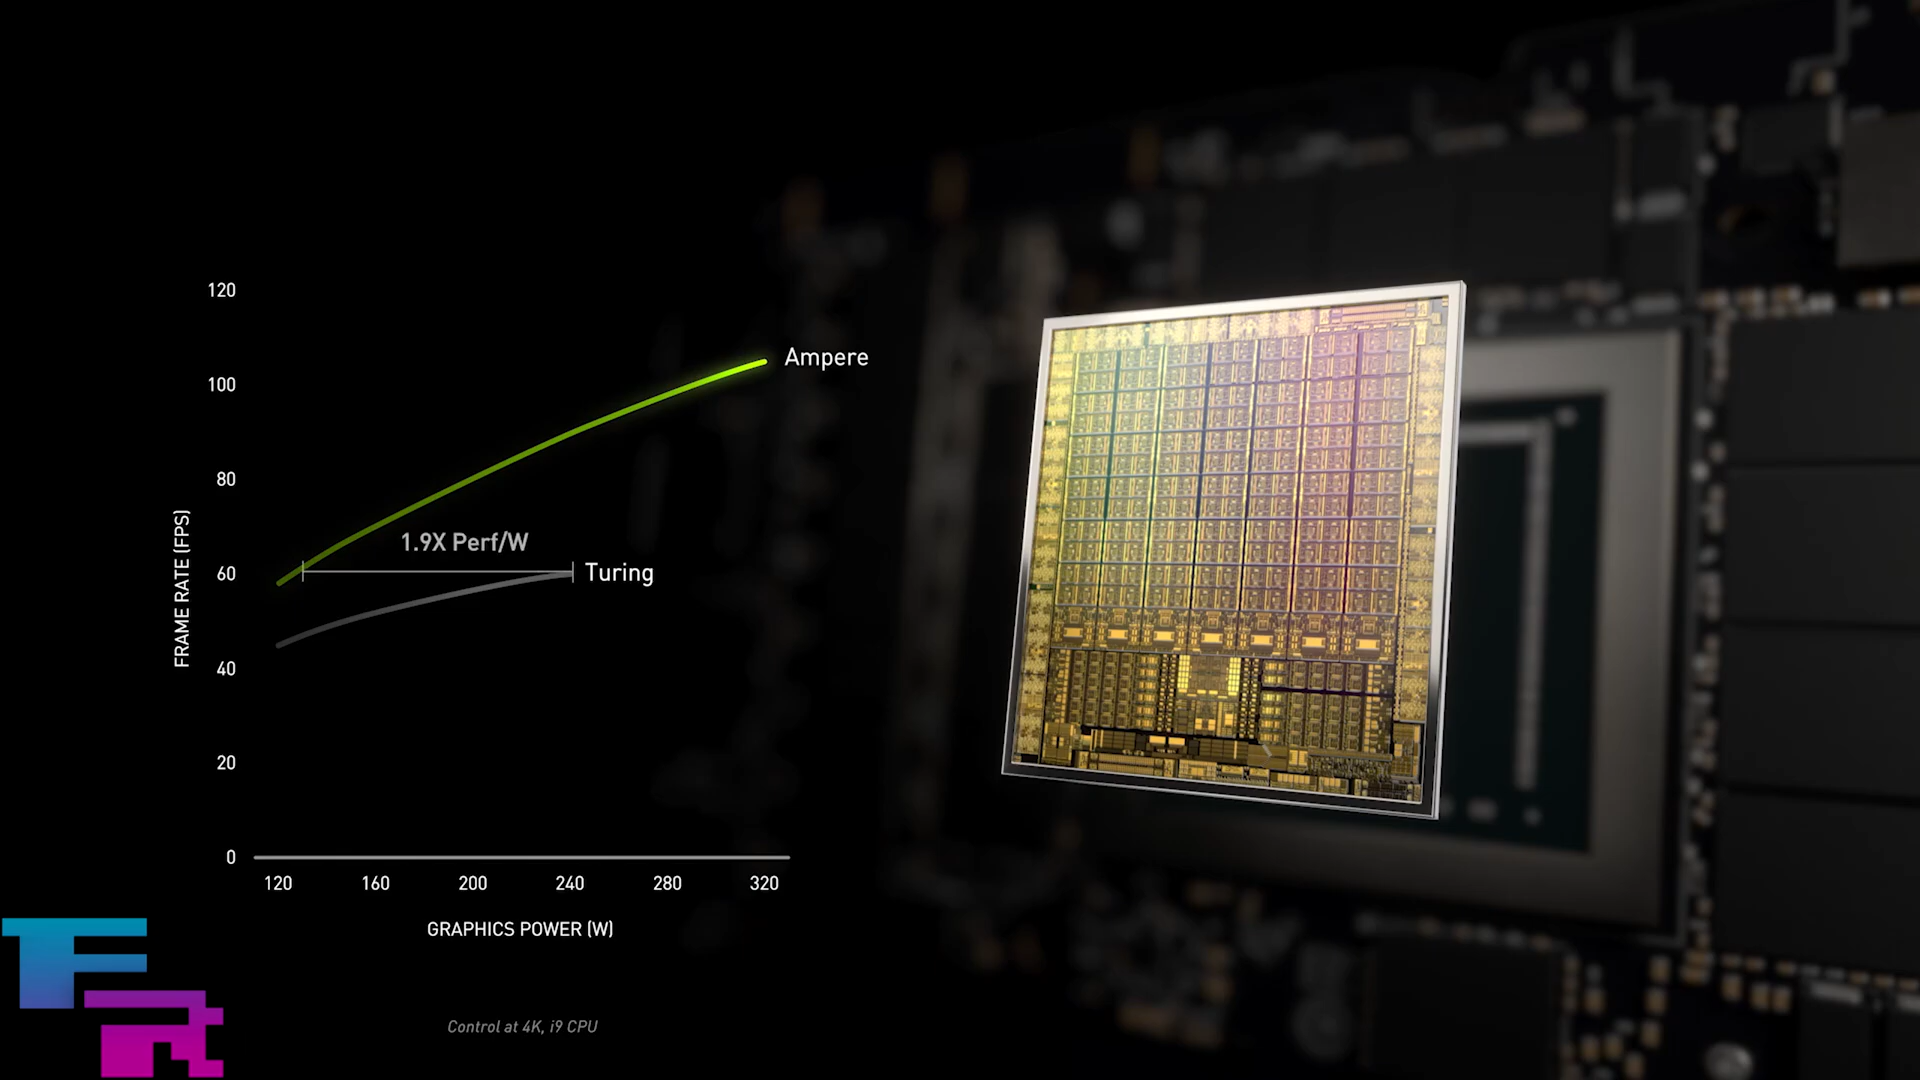 120
100
80
60
40
20
0
FRAME RATE (FPS)
Ampere
1.9X Perf/W
Turing
120 160 200 240 280 320
GRAPHICS POWER (W)
Control at 4K, i9 CPU
FR